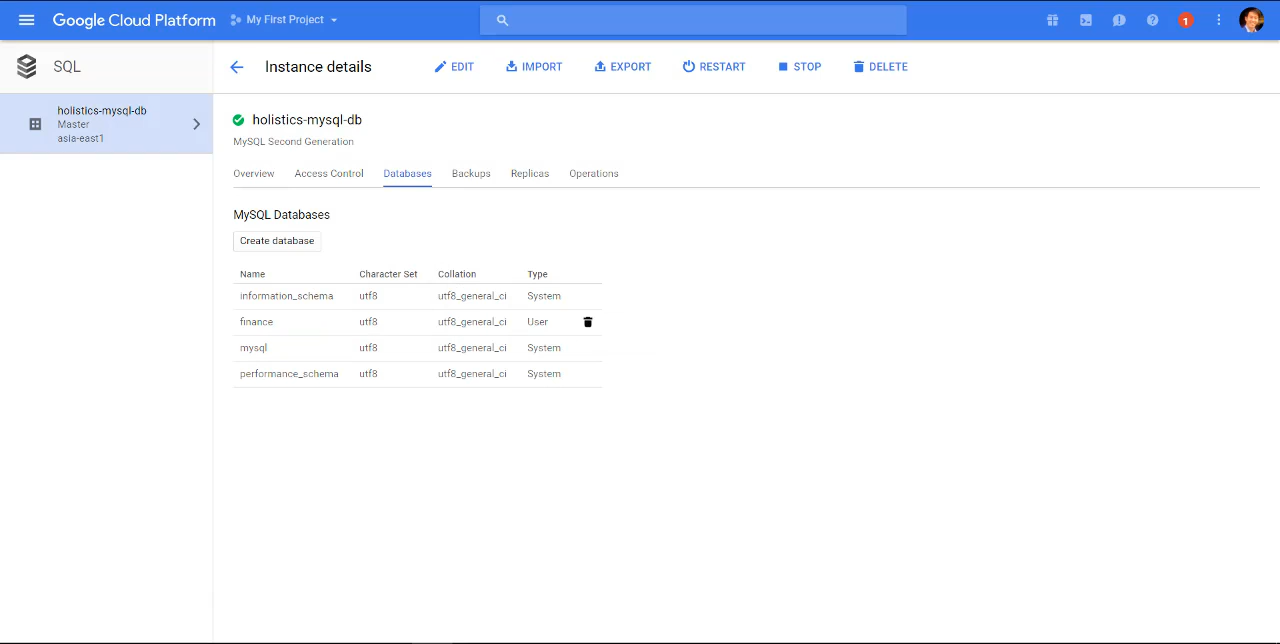 Google Cloud Platform My First Project 1
SQL
Instance details EDIT IMPORT EXPORT RESTART STOP DELETE
holistics-mysql-db
Master
asia-east1
holistics-mysql-db
MySQL Second Generation
Overview Access Control Databases Backups Replicas Operations
MySQL Databases
Create database
Name Character Set Collation Type
information_schema utf8 utf8_general_ci System
finance utf8 utf8_general_ci User
mysql utf8 utf8_general_ci System
performance_schema utf8 utf8_general_ci System